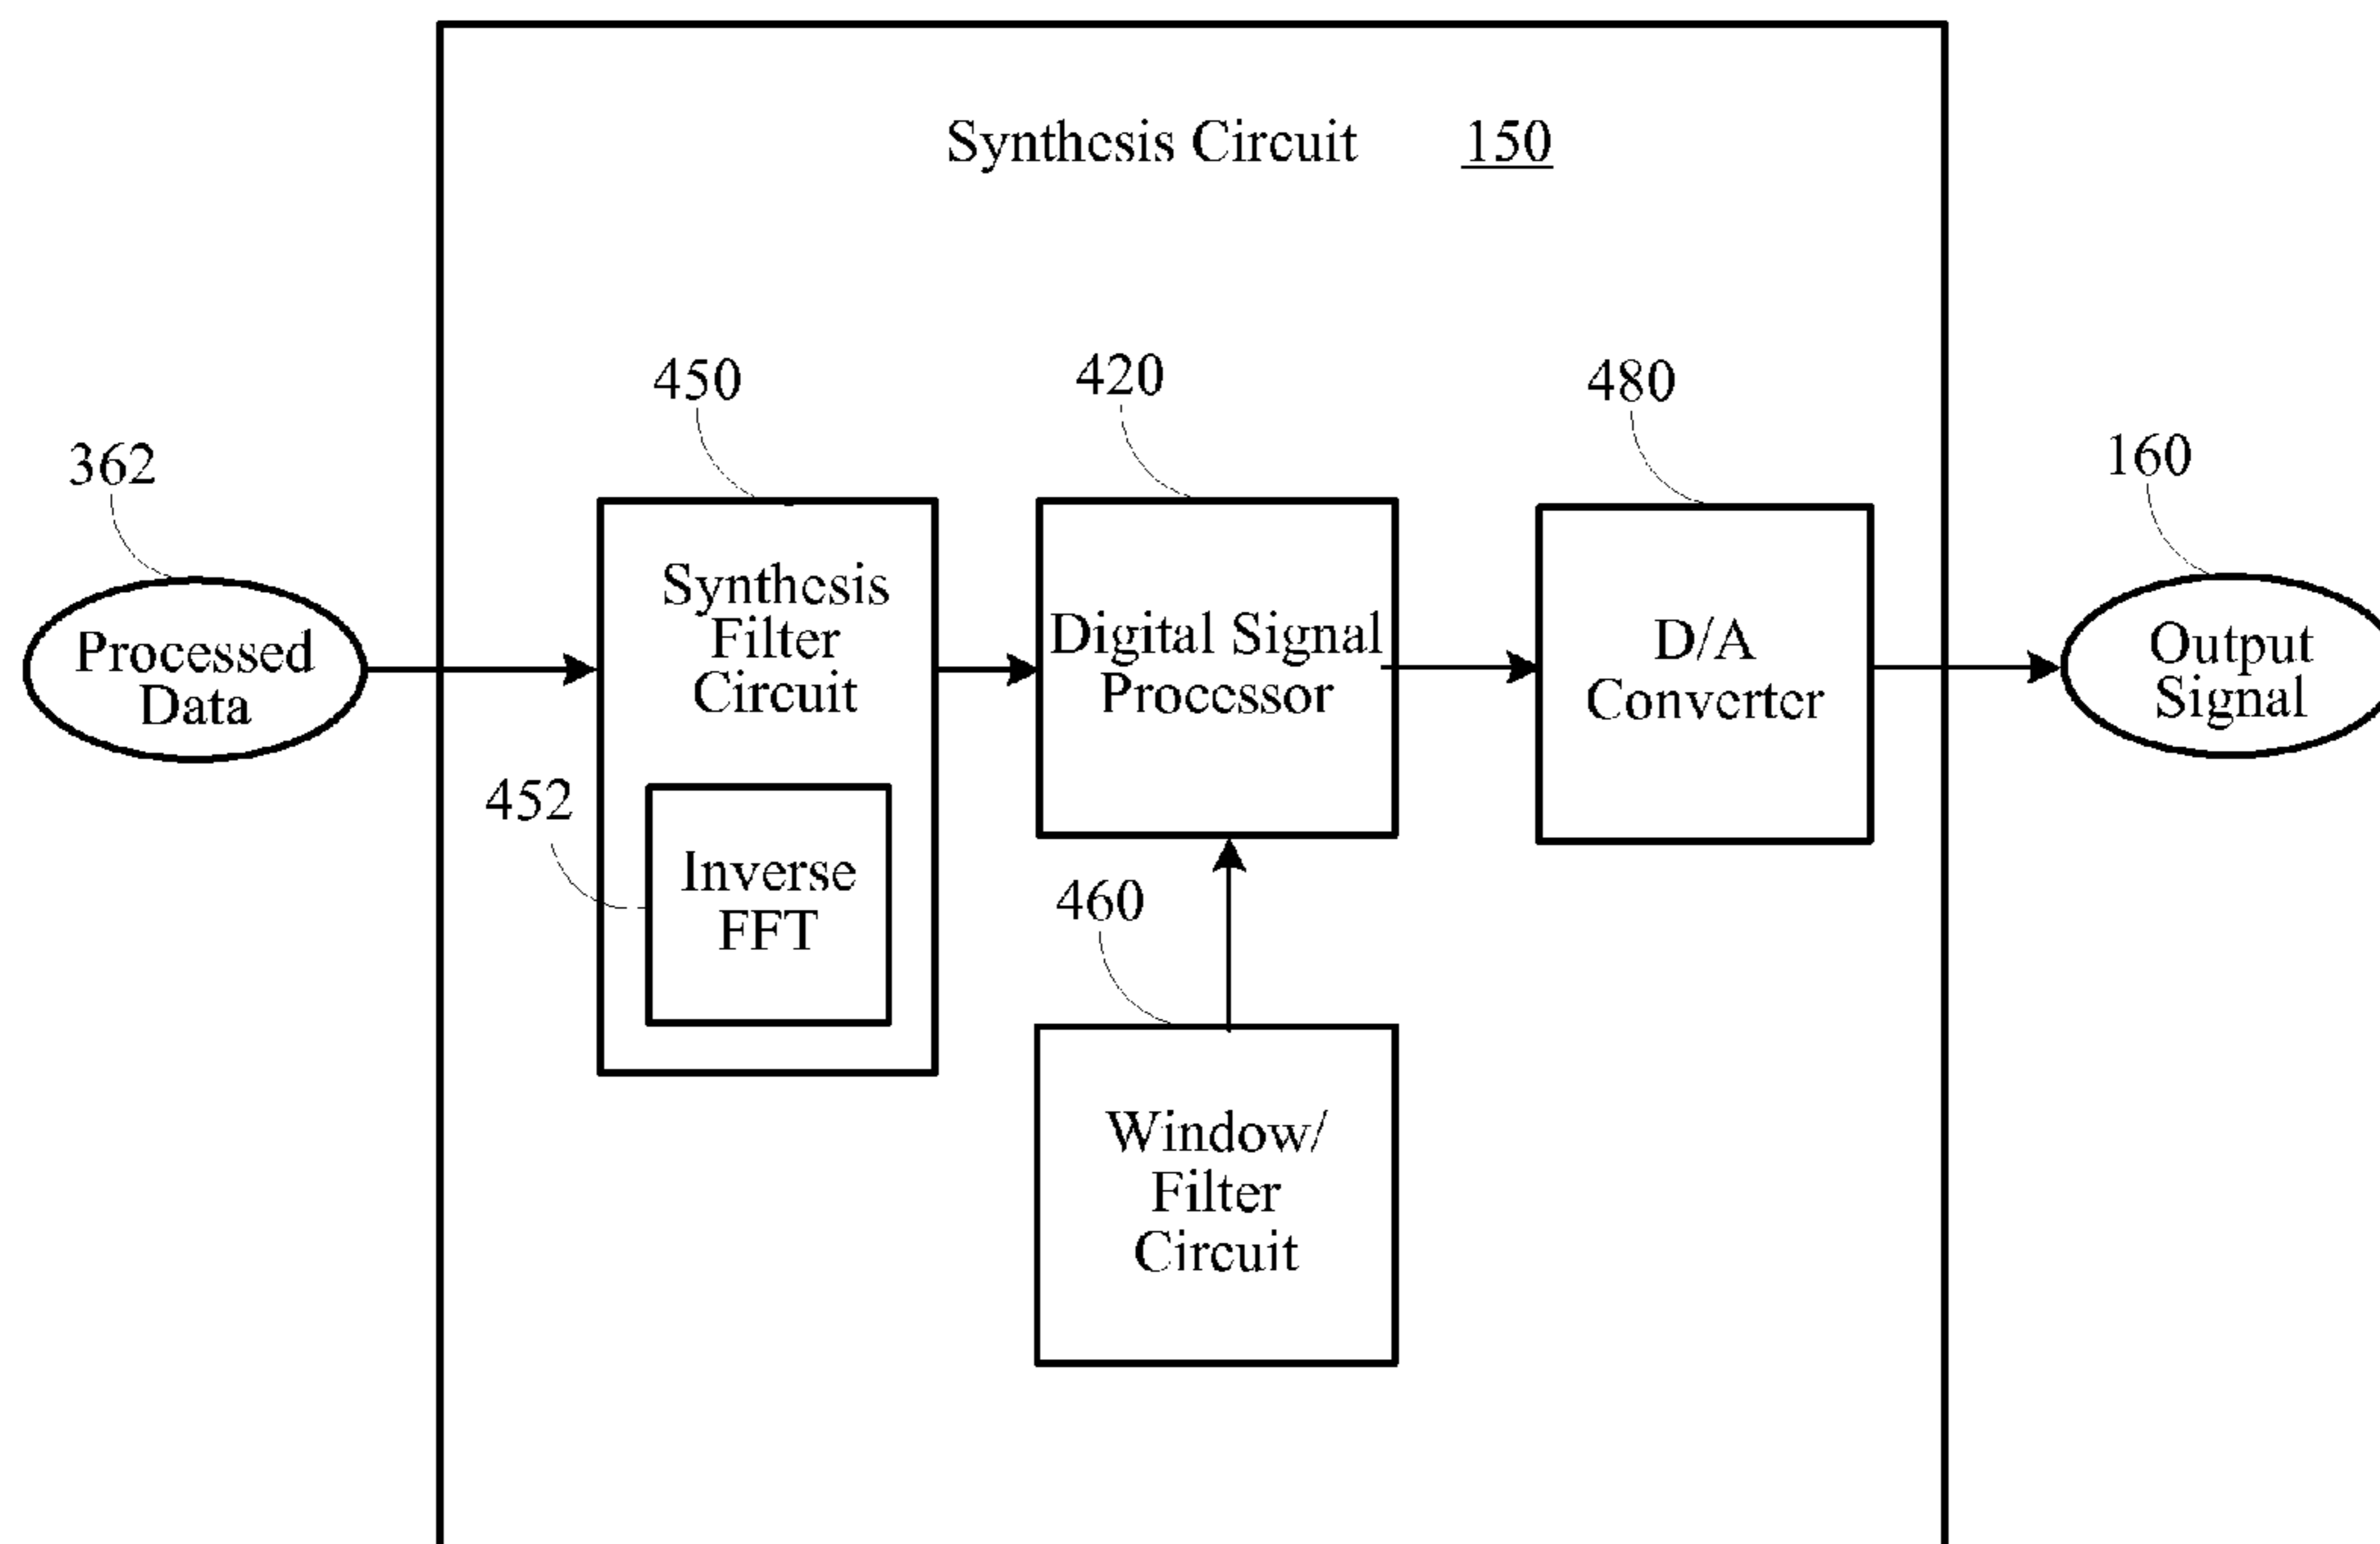 Synthesis Circuit 150
450
420
480
362
160
Processed
Data
Synthesis
Filter
Circuit
Digital Signal
Processor
D/A
Converter
Output
Signal
452
Inverse
FFT
460
Window/
Filter
Circuit